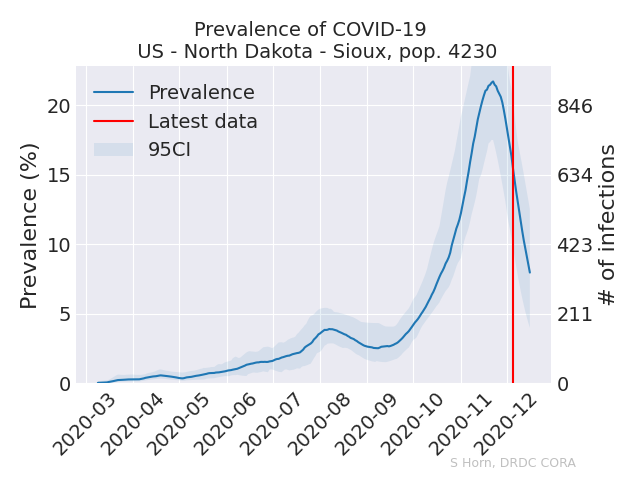 Prevalence of COVID-19
US - North Dakota - Sioux, pop. 4230
Prevalence
Latest data
95CI
Prevalence (%)
20
15
10
5
0
846
634
423
211
0
# of infections
2020-03
2020-04
2020-05
2020-06
2020-07
2020-08
2020-09
2020-10
2020-11
2020-12
S Horn, DRDC CORA